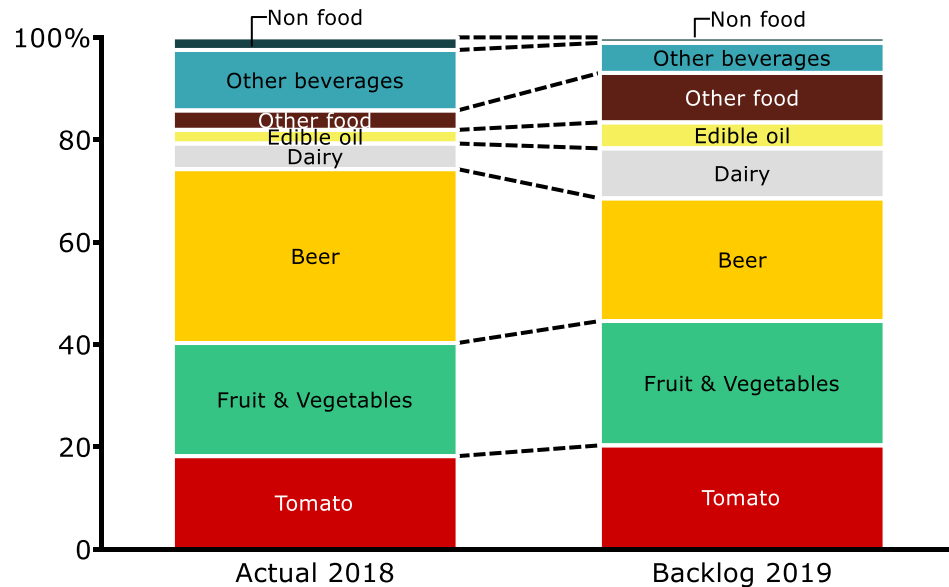 Non food
Non food
100%
Other beverages
Other beverages
Other food
Other food
80
Edible oil
Edible oil
Dairy
Dairy
60
Beer
Beer
40
Fruit & Vegetables
Fruit & Vegetables
20
Tomato
Tomato
0
Actual 2018
Backlog 2019